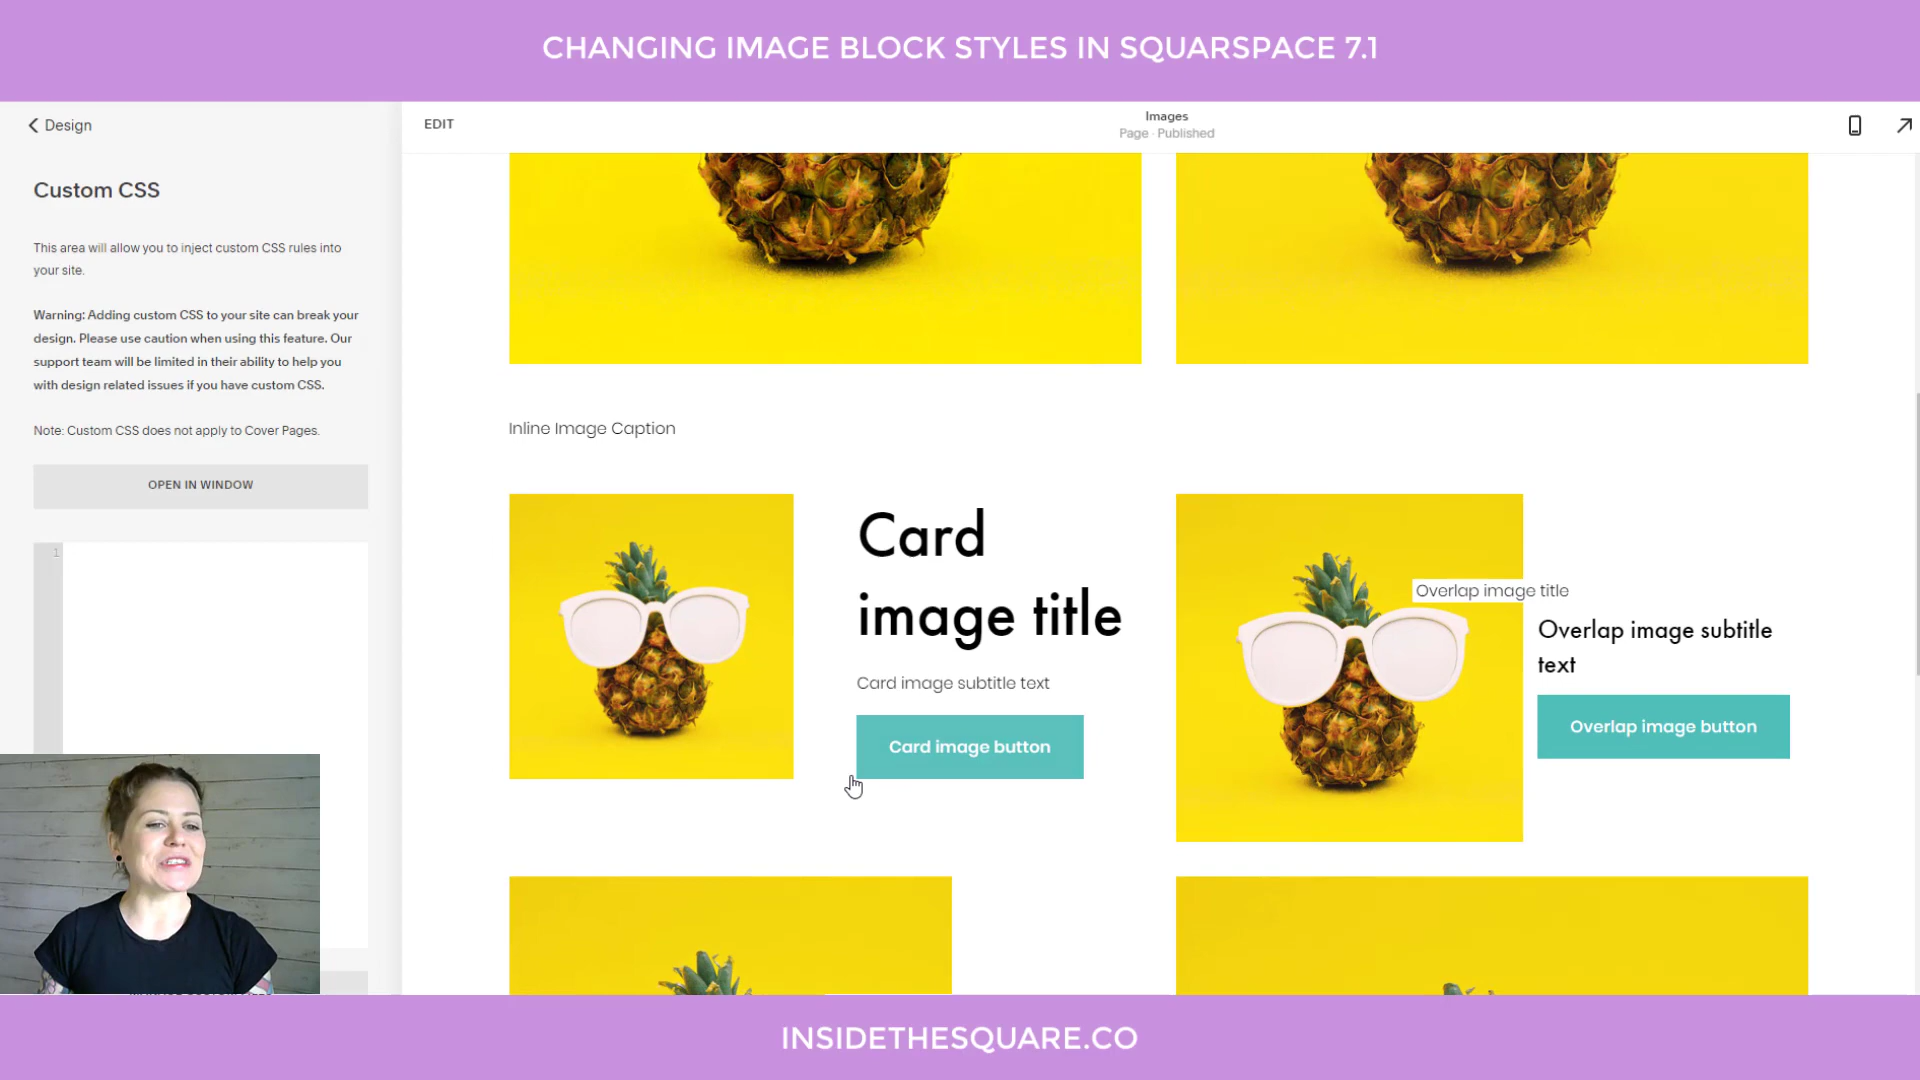 CHANGING IMAGE BLOCK STYLES IN SQUARSPACE 7.1
Design
Custom CSS
This area will allow you to inject custom CSS rules into
your site.
Warning: Adding custom CSS to your site can break your
design. Please use caution when using this feature. Our
support team will be limited in their ability to help you
with design related issues if you have custom CSS.
Note: Custom CSS does not apply to Cover Pages.
OPEN IN WINDOW
1
EDIT
Images
Page · Published
Inline Image Caption
Card
image title
Card image subtitle text
Card image button
Overlap image title
Overlap image subtitle
text
Overlap image button
INSIDETHESQUARE.CO